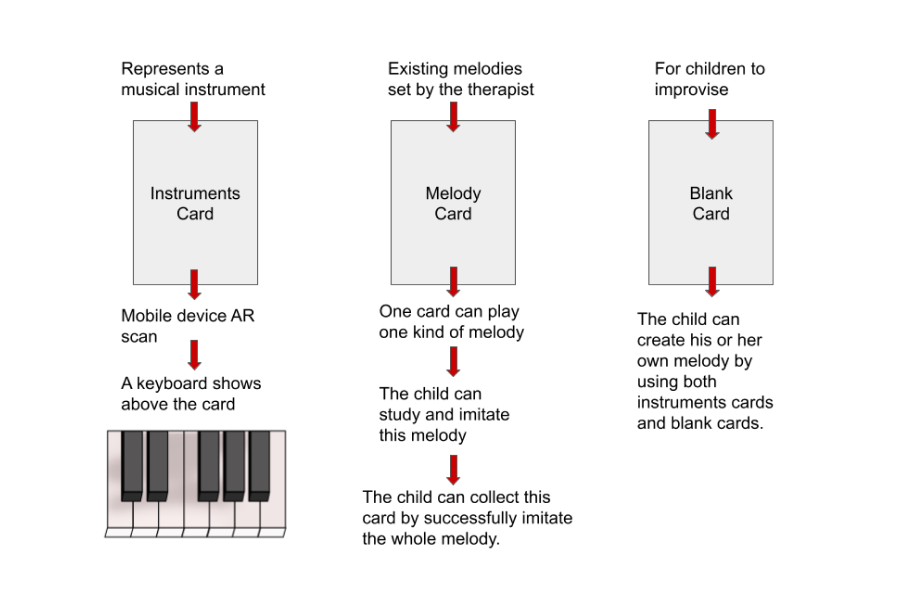 Represents a
musical instrument
Instruments
Card
Mobile device AR
scan
A keyboard shows
above the card
Existing melodies
set by the therapist
Melody
Card
One card can play
one kind of melody
The child can
study and imitate
this melody
The child can collect this
card by successfully imitate
the whole melody.
For children to
improvise
Blank
Card
The child can
create his or her
own melody by
using both
instruments cards
and blank cards.